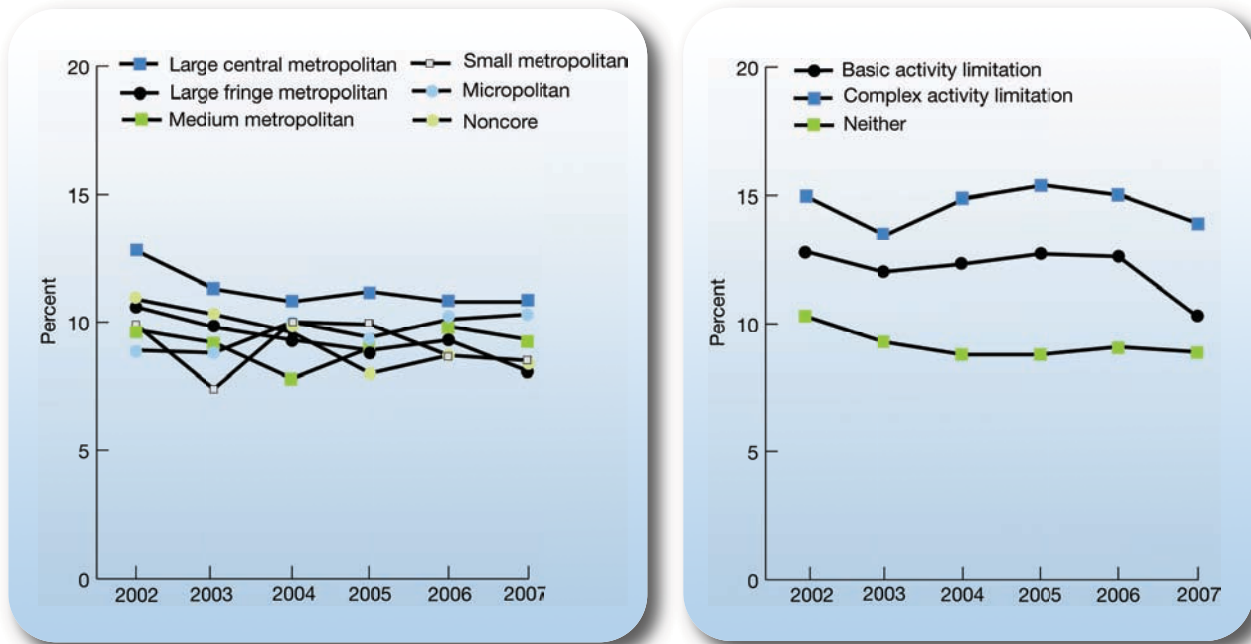 20
Large central metropolitan
Small metropolitan
Large fringe metropolitan
Micropolitan
Medium metropolitan
Noncore
15
Percent
10
5
0
2002 2003 2004 2005 2006 2007
20
Basic activity limitation
Complex activity limitation
Neither
15
Percent
10
5
0
2002 2003 2004 2005 2006 2007